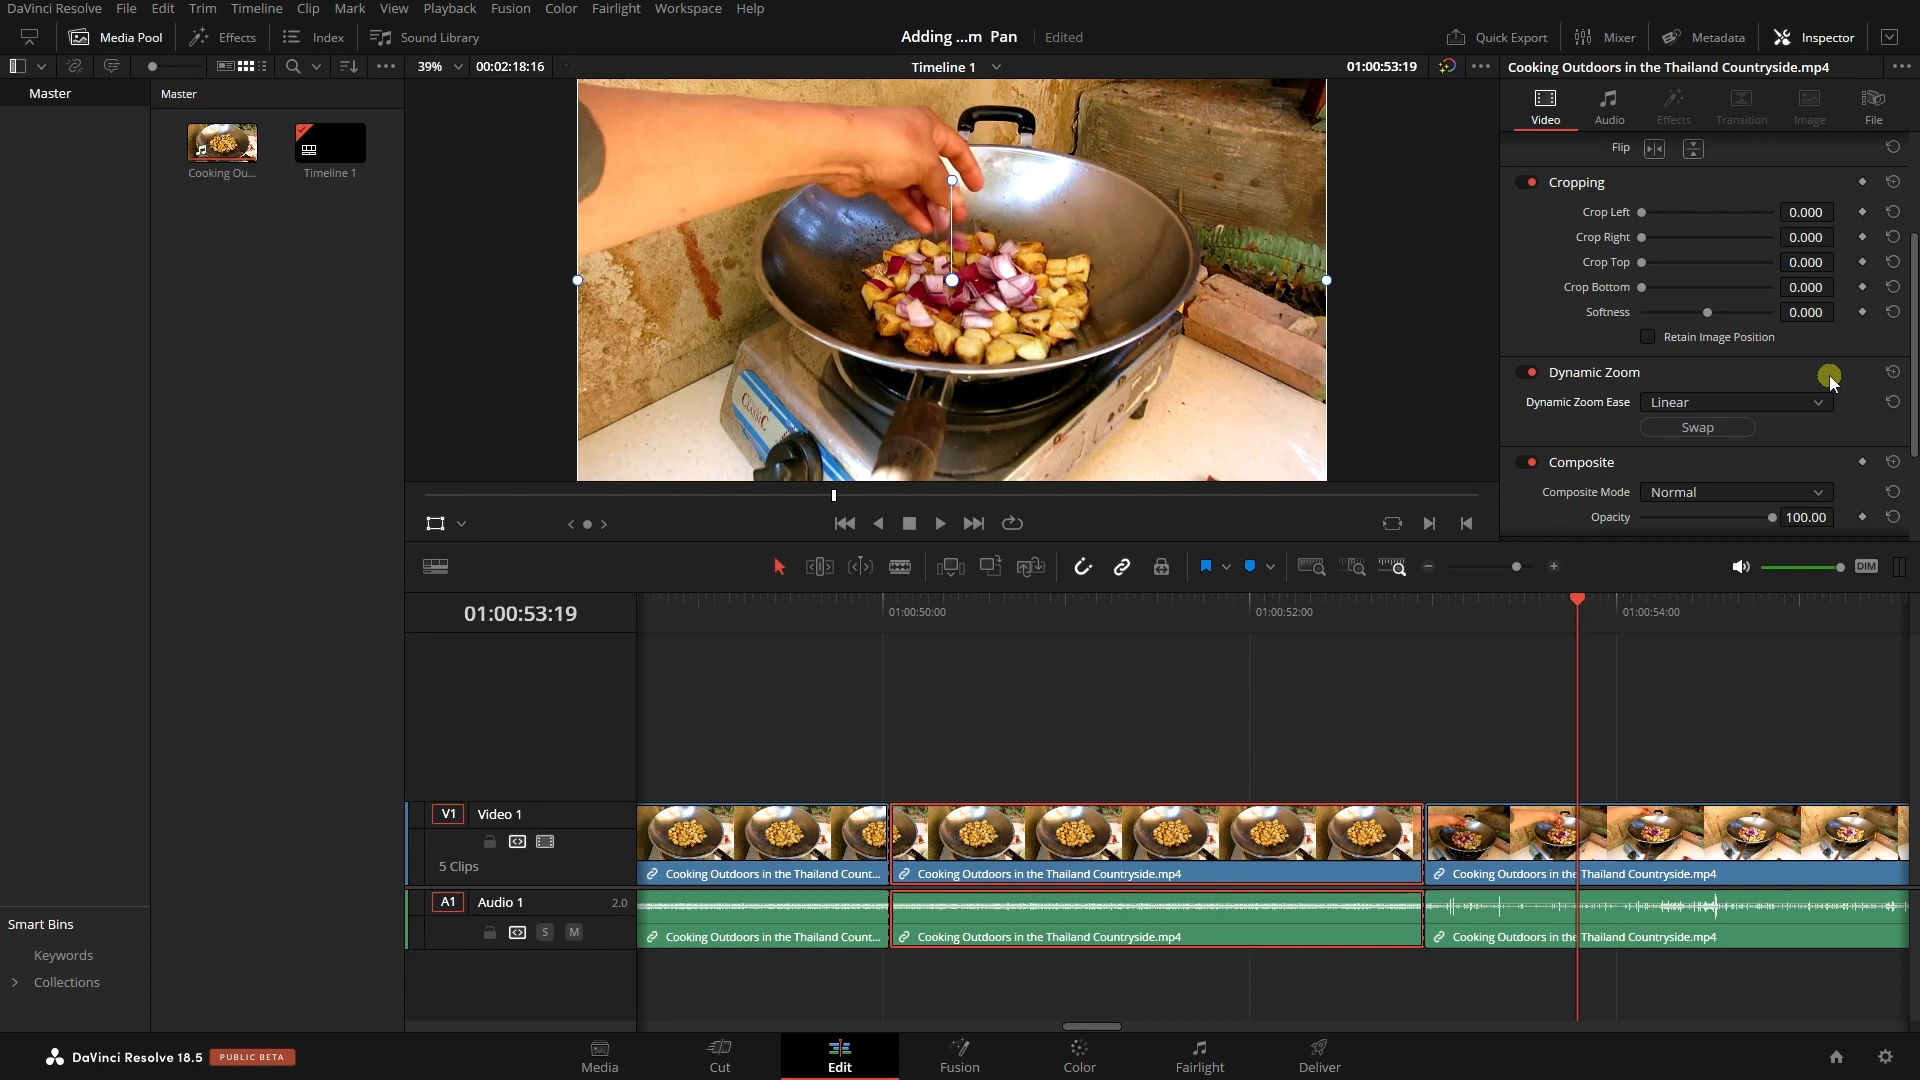 DaVinci Resolve File Edit Trim Timeline Clip Mark View Playback Fusion Color Fairlight Workspace Help
Media Pool Effects Index Sound Library Adding ...m Pan Edited Quick Export Mixer Metadata Inspector
39% 00:02:18:16 Timeline 1 01:00:53:19 Cooking Outdoors in the Thailand Countryside.mp4
Master
Master
Cooking Ou... Timeline 1
Video Audio Effects Transition Image File
Flip
Cropping
Crop Left 0.000
Crop Right 0.000
Crop Top 0.000
Crop Bottom 0.000
Softness 0.000
Retain Image Position
Dynamic Zoom
Dynamic Zoom Ease Linear
Swap
Composite
Composite Mode Normal
Opacity 100.00
CLASSIC
DIM
01:00:53:19 01:00:50:00 01:00:52:00 01:00:54:00
V1 Video 1
5 Clips
Cooking Outdoors in the Thailand Count... Cooking Outdoors in the Thailand Countryside.mp4 Cooking Outdoors in the Thailand Countryside.mp4
A1 Audio 1 2.0
S M
Cooking Outdoors in the Thailand Count... Cooking Outdoors in the Thailand Countryside.mp4 Cooking Outdoors in the Thailand Countryside.mp4
Smart Bins
Keywords
Collections
DaVinci Resolve 18.5 PUBLIC BETA
Media Cut Edit Fusion Color Fairlight Deliver